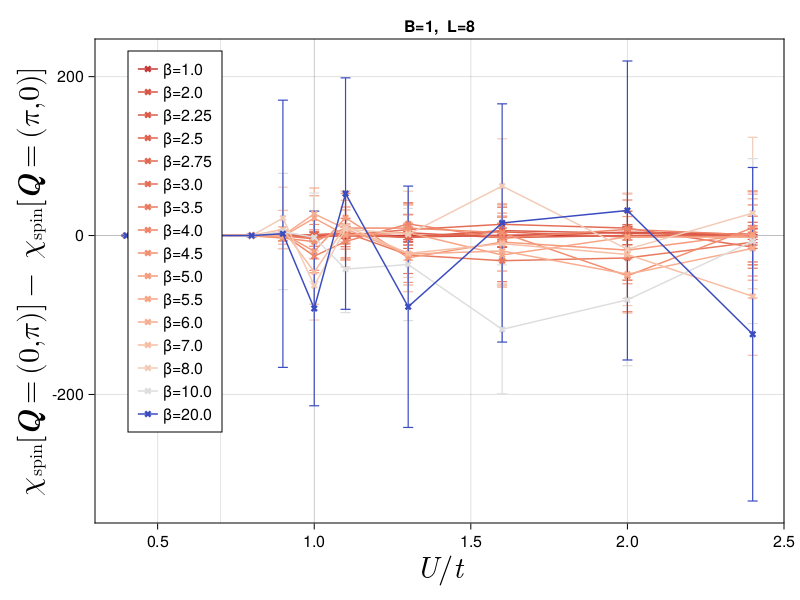 B=1, L=8
χspin[Q = (0,π)] − χspin[Q = (π,0)]
200
0
-200
β=1.0
β=2.0
β=2.25
β=2.5
β=2.75
β=3.0
β=3.5
β=4.0
β=4.5
β=5.0
β=5.5
β=6.0
β=7.0
β=8.0
β=10.0
β=20.0
0.5
1.0
1.5
2.0
2.5
U/t